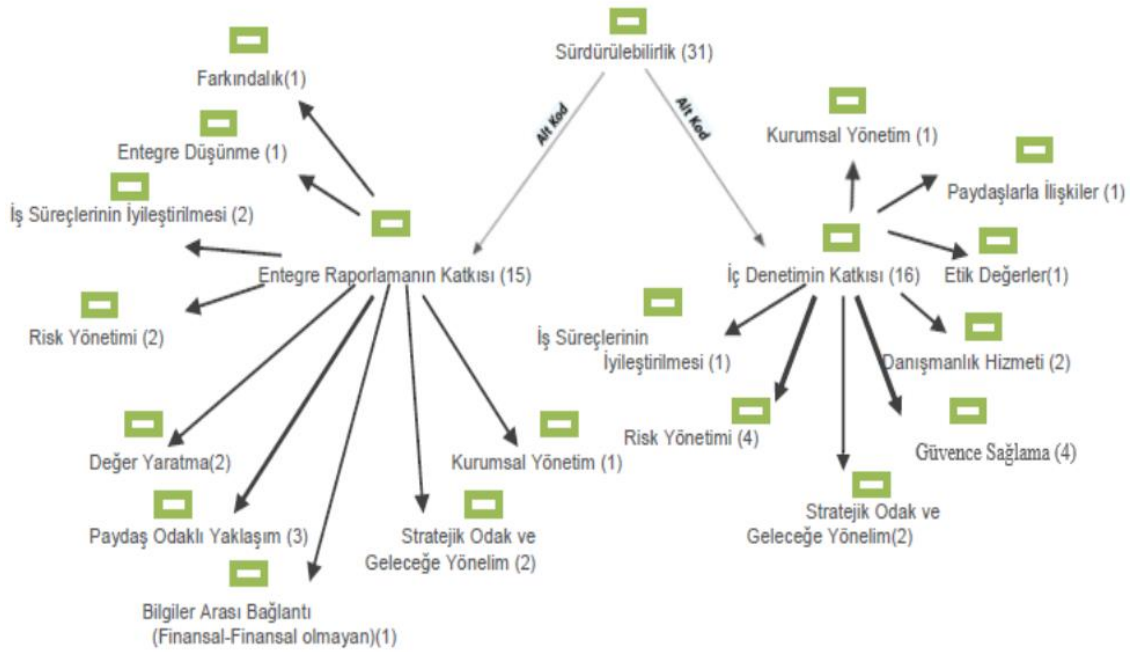 Sürdürülebilirlik (31)
Alt Kod
Alt Kod
Farkındalık(1)
Entegre Düşünme (1)
İş Süreçlerinin İyileştirilmesi (2)
Entegre Raporlamanın Katkısı (15)
Risk Yönetimi (2)
Değer Yaratma(2)
Paydaş Odaklı Yaklaşım (3)
Bilgiler Arası Bağlantı
(Finansal-Finansal olmayan)(1)
Stratejik Odak ve
Geleceğe Yönelim (2)
Kurumsal Yönetim (1)
Kurumsal Yönetim (1)
Paydaşlarla İlişkiler (1)
İç Denetimin Katkısı (16)
Etik Değerler(1)
Danışmanlık Hizmeti (2)
Güvence Sağlama (4)
Stratejik Odak ve
Geleceğe Yönelim(2)
Risk Yönetimi (4)
İş Süreçlerinin
İyileştirilmesi (1)